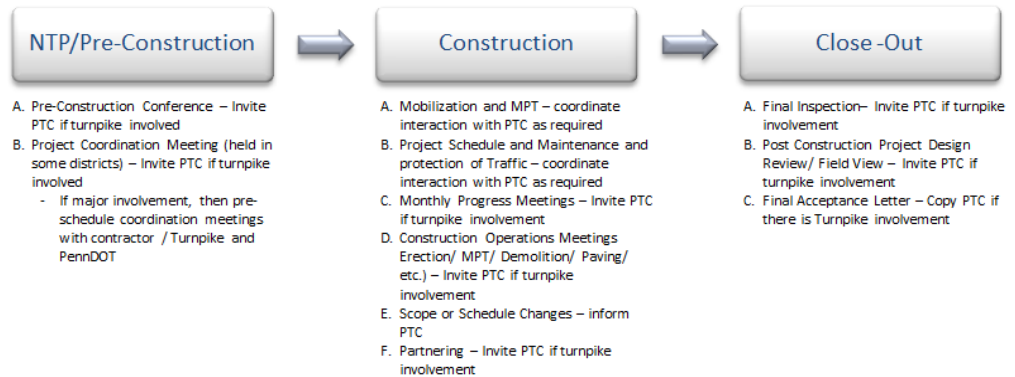 NTP/Pre-Construction
A. Pre-Construction Conference – Invite
PTC if turnpike involved
B. Project Coordination Meeting (held in
some districts) – Invite PTC if turnpike
involved
- If major involvement, then pre-
schedule coordination meetings
with contractor / Turnpike and
PennDOT
Construction
A. Mobilization and MPT – coordinate
interaction with PTC as required
B. Project Schedule and Maintenance and
protection of Traffic – coordinate
interaction with PTC as required
C. Monthly Progress Meetings – Invite PTC
if turnpike involvement
D. Construction Operations Meetings
Erection/ MPT/ Demolition/ Paving/
etc.) – Invite PTC if turnpike
involvement
E. Scope or Schedule Changes – inform
PTC
F. Partnering – Invite PTC if turnpike
involvement
Close -Out
A. Final Inspection– Invite PTC if turnpike
involvement
B. Post Construction Project Design
Review/ Field View – Invite PTC if
turnpike involvement
C. Final Acceptance Letter – Copy PTC if
there is Turnpike involvement